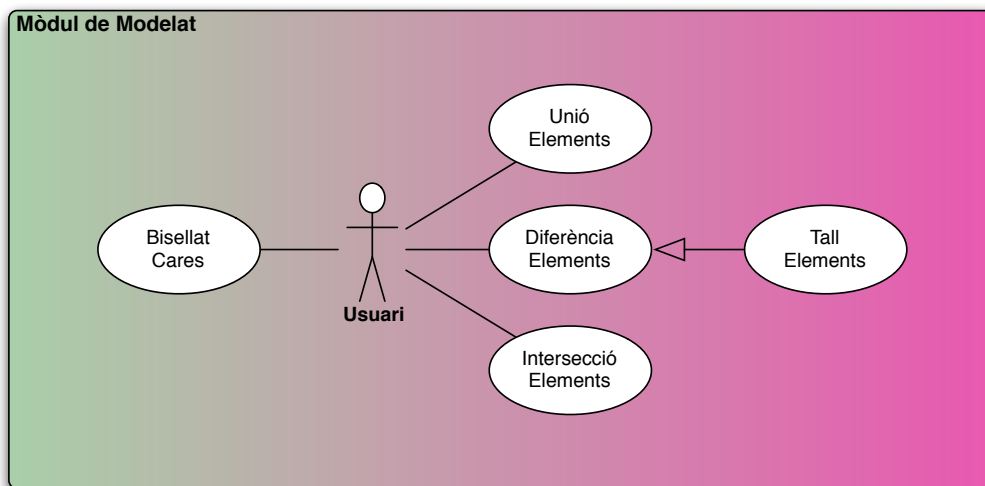 Mòdul de Modelat
Unió
Elements
Bisellat
Cares
Diferència
Elements
Tall
Elements
Usuari
Intersecció
Elements